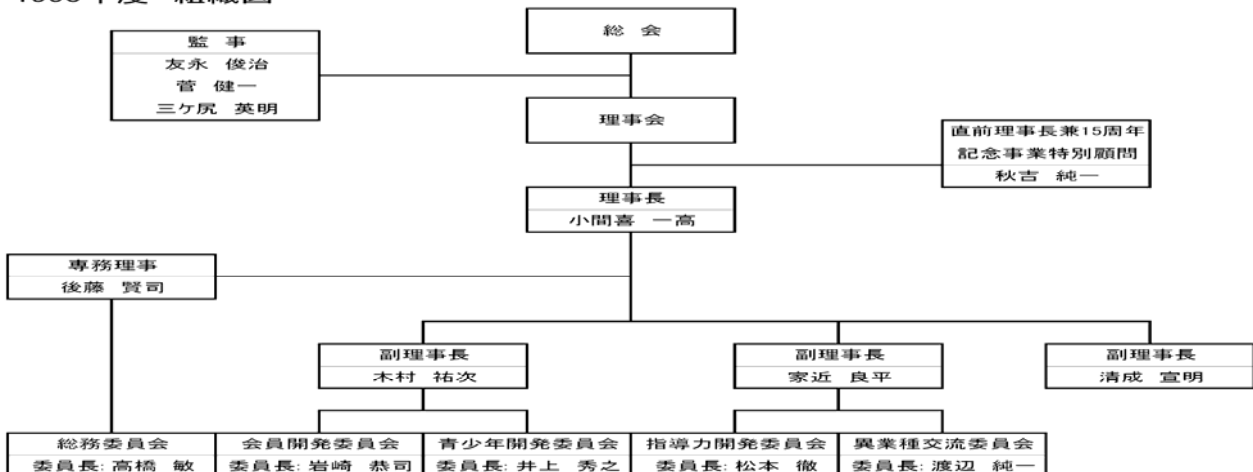 総 会
監 事
友永 俊治
菅 健一
三ケ尻 英明
理事会
直前理事長兼15周年
記念事業特別顧問
秋吉 純一
理事長
小間喜 一高
専務理事
後藤 賢司
副理事長
木村 祐次
副理事長
家近 良平
副理事長
清成 宣明
総務委員会
委員長: 高橋 敏
会員開発委員会
委員長: 岩崎 恭司
青少年開発委員会
委員長: 井上 秀之
指導力開発委員会
委員長: 松本 徹
異業種交流委員会
委員長: 渡辺 純一